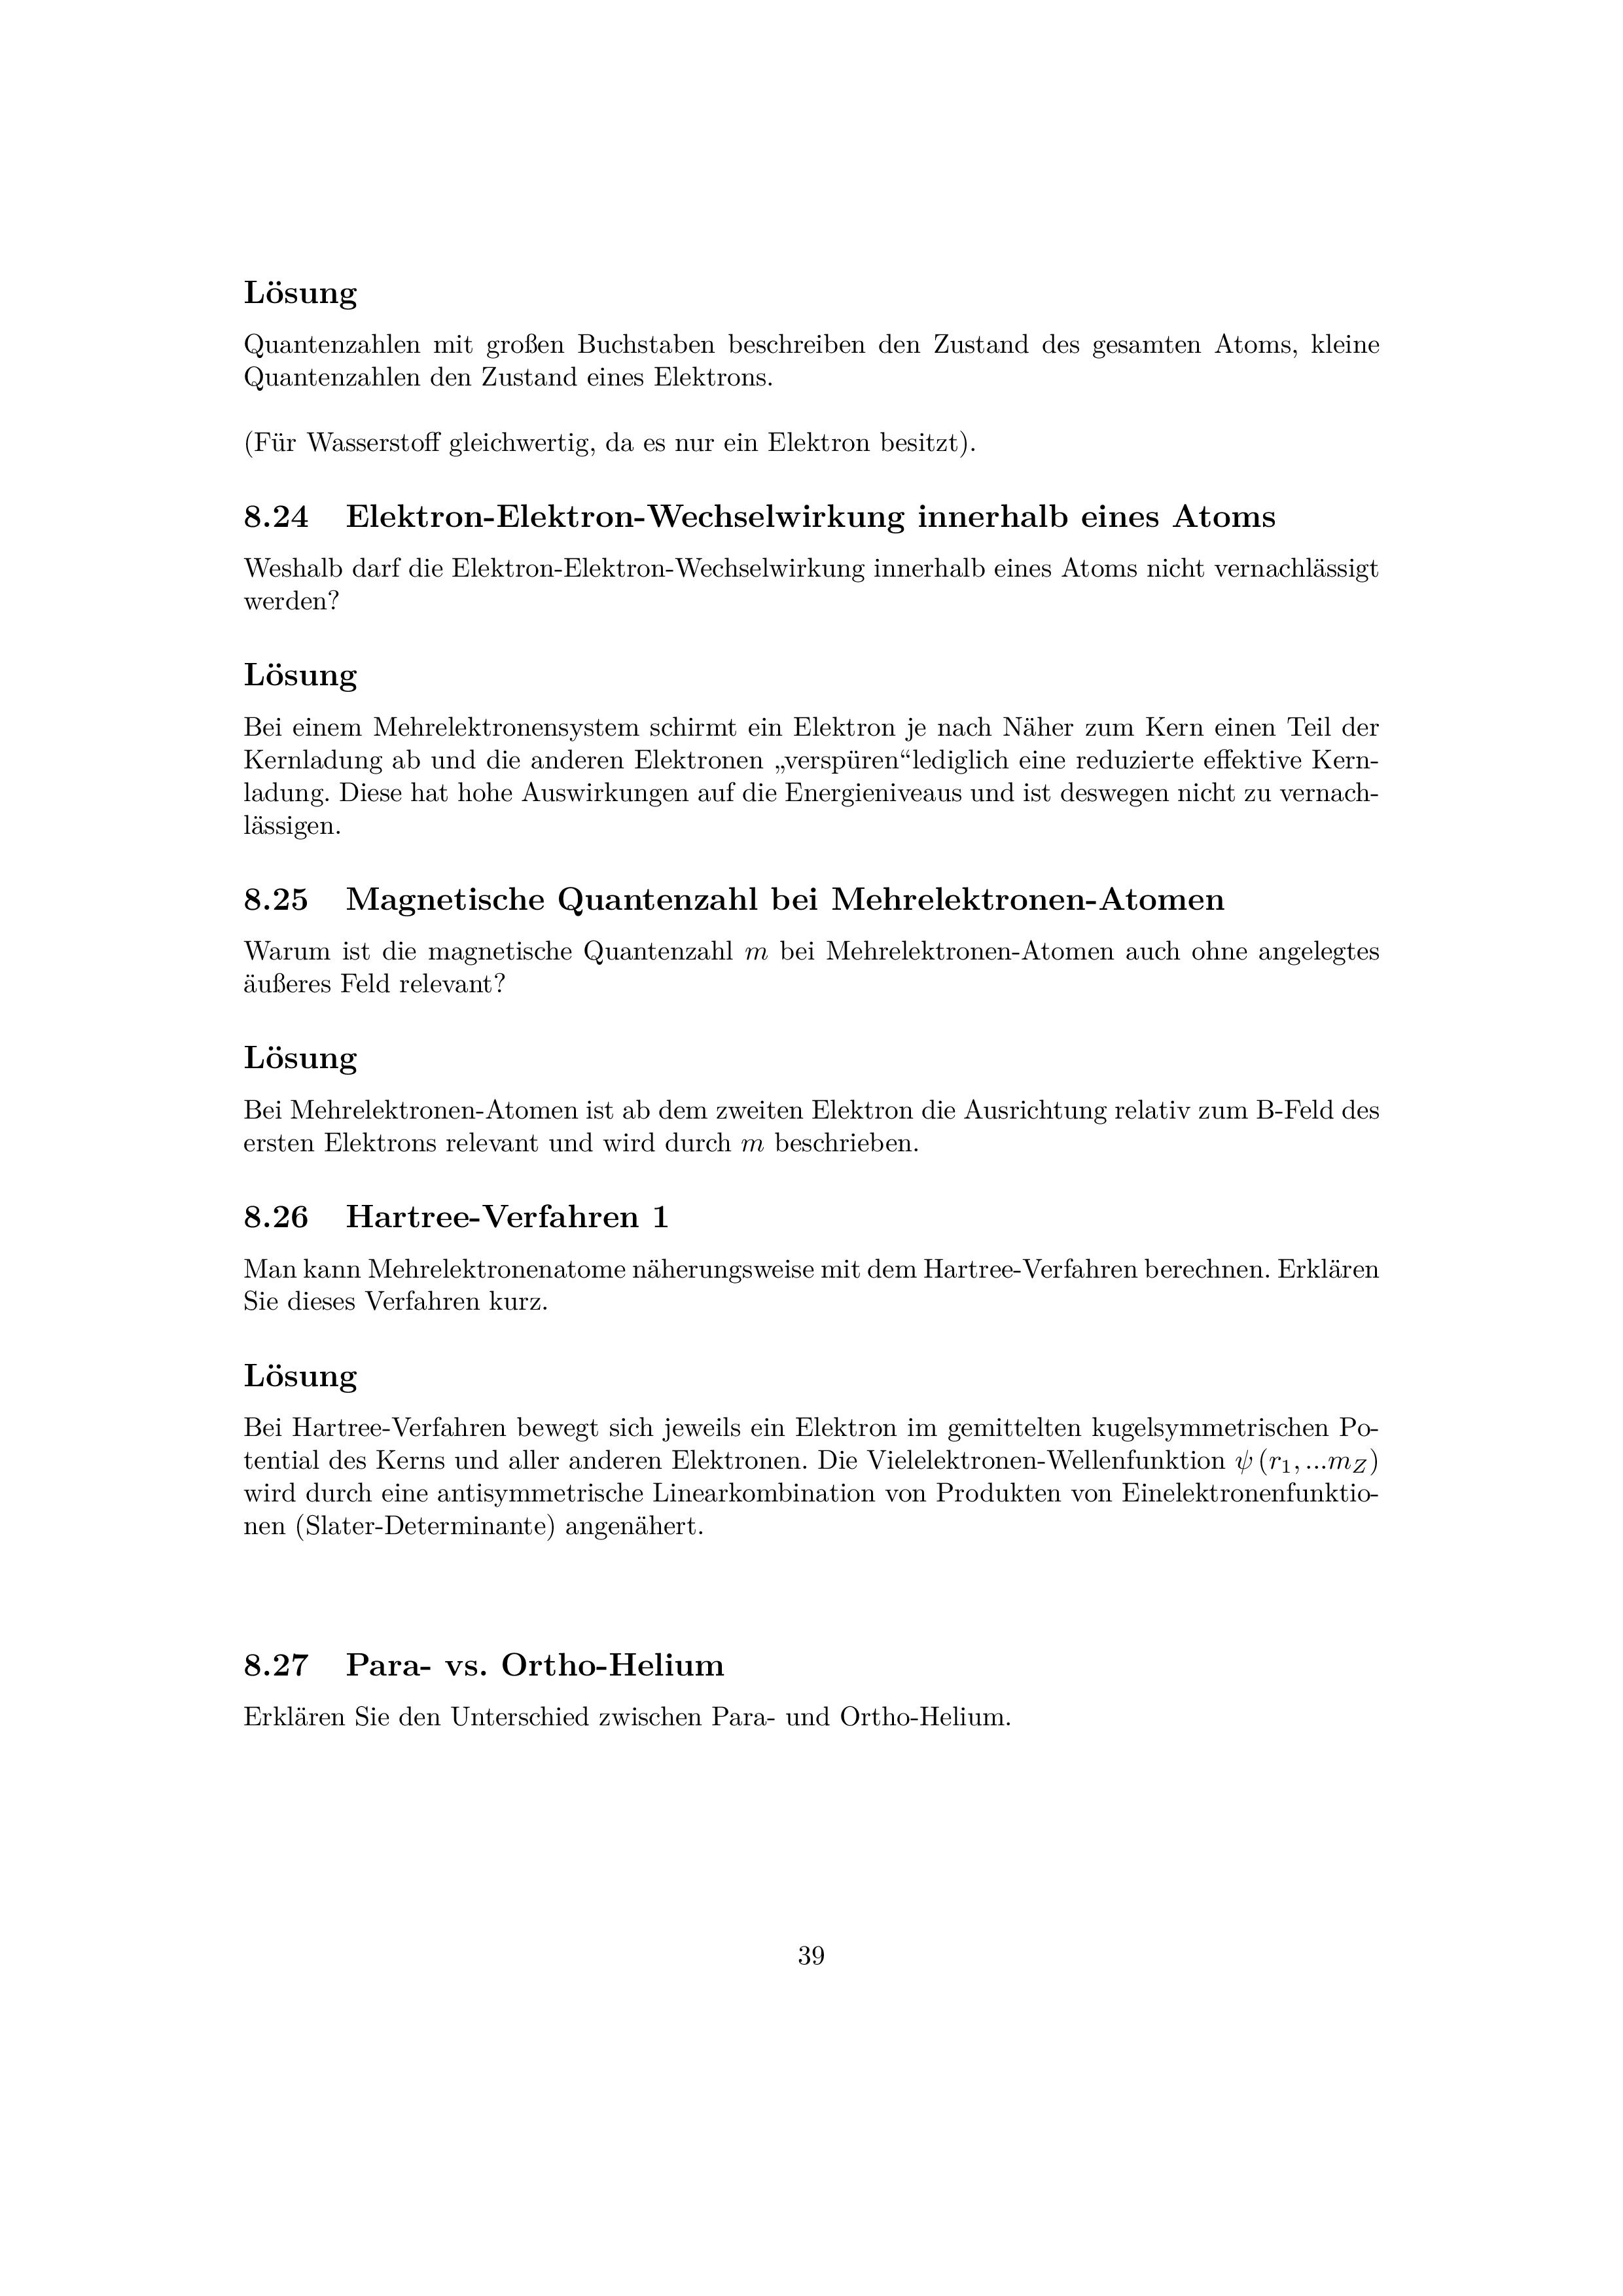 Lösung
Quantenzahlen mit großen Buchstaben beschreiben den Zustand des gesamten Atoms, kleine
Quantenzahlen den Zustand eines Elektrons.
(Für Wasserstoff gleichwertig, da es nur ein Elektron besitzt).
8.24 Elektron-Elektron-Wechselwirkung innerhalb eines Atoms
Weshalb darf die Elektron-Elektron-Wechselwirkung innerhalb eines Atoms nicht vernachlässigt
werden?
Lösung
Bei einem Mehrelektronensystem schirmt ein Elektron je nach Näher zum Kern einen Teil der
Kernladung ab und die anderen Elektronen „verspüren“lediglich eine reduzierte effektive Kern-
ladung. Diese hat hohe Auswirkungen auf die Energieniveaus und ist deswegen nicht zu vernach-
lässigen.
8.25 Magnetische Quantenzahl bei Mehrelektronen-Atomen
Warum ist die magnetische Quantenzahl m bei Mehrelektronen-Atomen auch ohne angelegtes
äußeres Feld relevant?
Lösung
Bei Mehrelektronen-Atomen ist ab dem zweiten Elektron die Ausrichtung relativ zum B-Feld des
ersten Elektrons relevant und wird durch m beschrieben.
8.26 Hartree-Verfahren 1
Man kann Mehrelektronenatome näherungsweise mit dem Hartree-Verfahren berechnen. Erklären
Sie dieses Verfahren kurz.
Lösung
Bei Hartree-Verfahren bewegt sich jeweils ein Elektron im gemittelten kugelsymmetrischen Po-
tential des Kerns und aller anderen Elektronen. Die Vielelektronen-Wellenfunktion ψ (r₁, ...m_Z)
wird durch eine antisymmetrische Linearkombination von Produkten von Einelektronenfunktio-
nen (Slater-Determinante) angenähert.
8.27 Para- vs. Ortho-Helium
Erklären Sie den Unterschied zwischen Para- und Ortho-Helium.
39